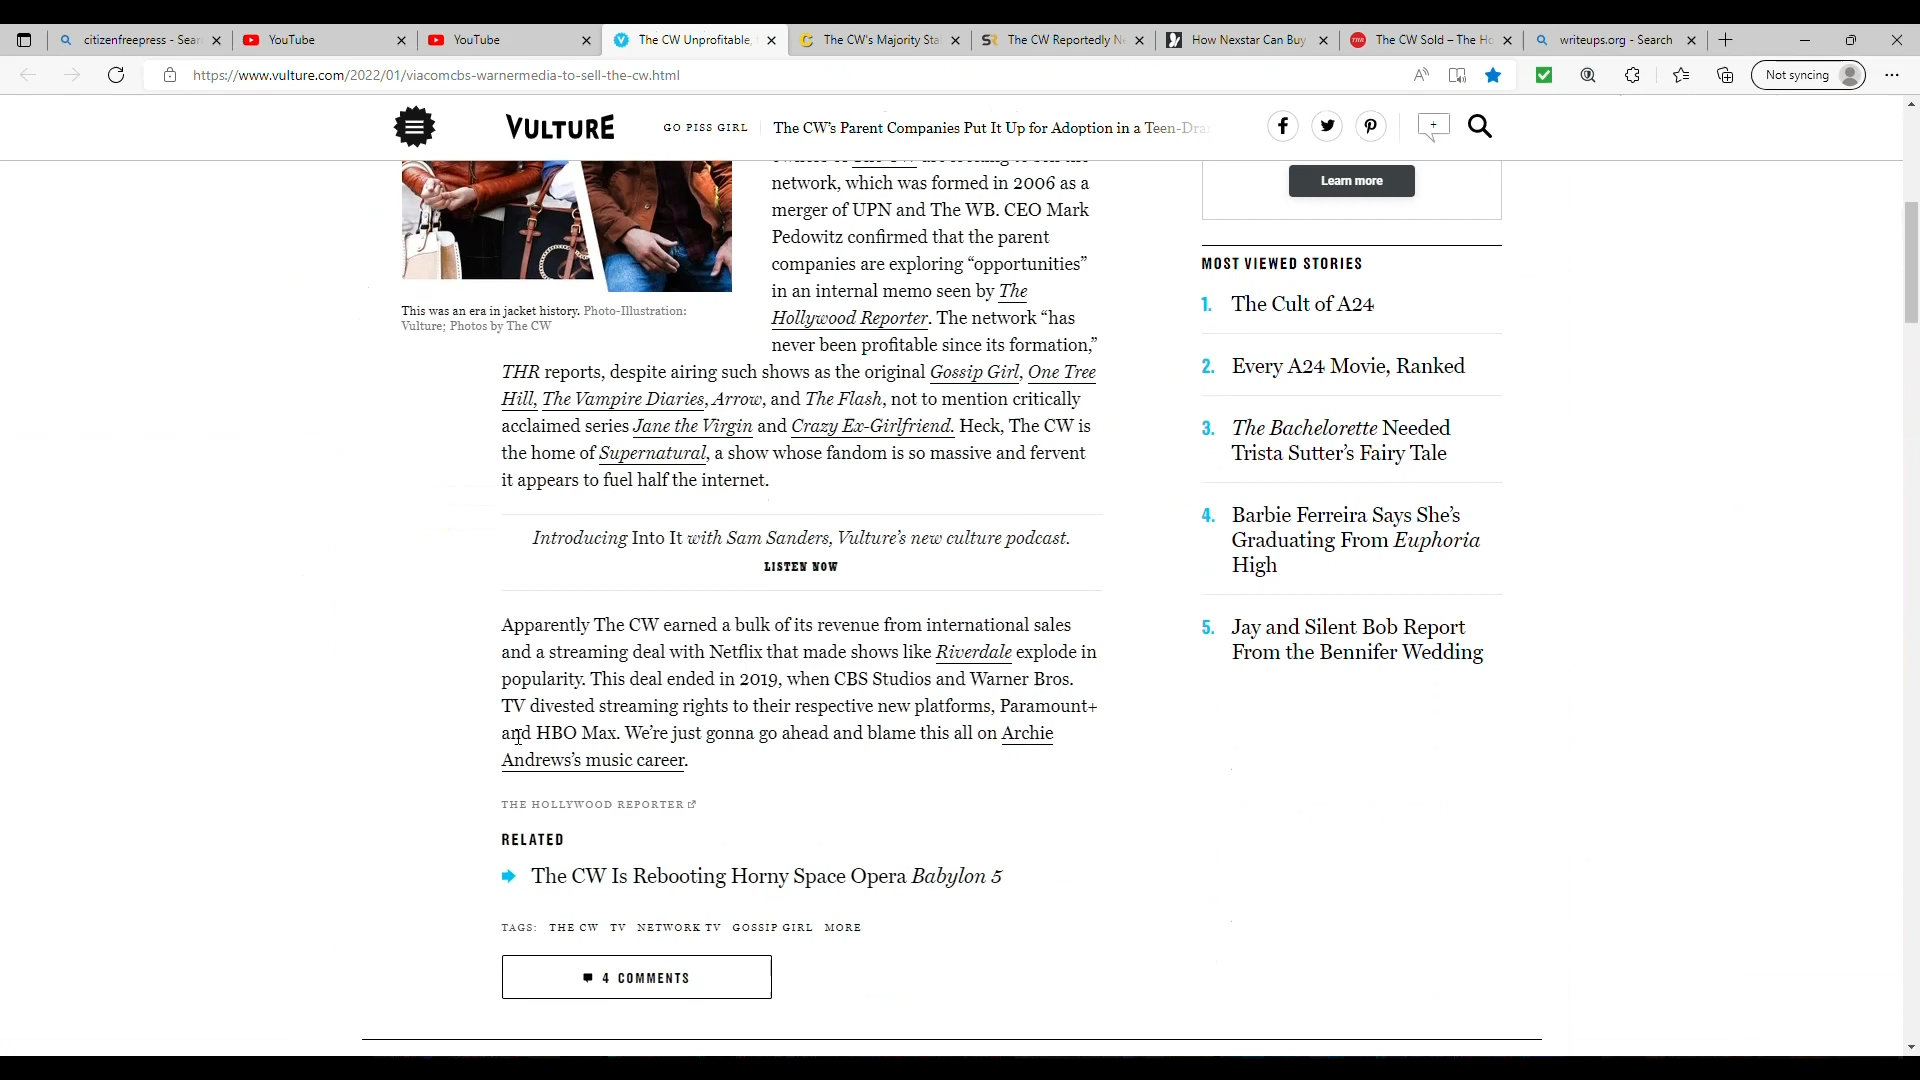 citizenfreepress - Sear
YouTube
YouTube
The CW Unprofitable,
The CW's Majority Sta
SR The CW Reportedly N
How Nexstar Can Buy
The CW Sold – The Ho
writeups.org - Search
https://www.vulture.com/2022/01/viacomcbs-warnermedia-to-sell-the-cw.html
Not syncing
VULTURE
GO PISS GIRL
The CW's Parent Companies Put It Up for Adoption in a Teen-Dra
network, which was formed in 2006 as a
merger of UPN and The WB. CEO Mark
Pedowitz confirmed that the parent
companies are exploring “opportunities”
in an internal memo seen by The
Hollywood Reporter. The network “has
never been profitable since its formation,”
THR reports, despite airing such shows as the original Gossip Girl, One Tree
Hill, The Vampire Diaries, Arrow, and The Flash, not to mention critically
acclaimed series Jane the Virgin and Crazy Ex-Girlfriend. Heck, The CW is
the home of Supernatural, a show whose fandom is so massive and fervent
it appears to fuel half the internet.
This was an era in jacket history. Photo-Illustration:
Vulture; Photos by The CW
Introducing Into It with Sam Sanders, Vulture's new culture podcast.
LISTEN NOW
Apparently The CW earned a bulk of its revenue from international sales
and a streaming deal with Netflix that made shows like Riverdale explode in
popularity. This deal ended in 2019, when CBS Studios and Warner Bros.
TV divested streaming rights to their respective new platforms, Paramount+
and HBO Max. We're just gonna go ahead and blame this all on Archie
Andrews's music career.
THE HOLLYWOOD REPORTER
RELATED
The CW Is Rebooting Horny Space Opera Babylon 5
TAGS: THE CW TV NETWORK TV GOSSIP GIRL MORE
4 COMMENTS
Learn more
MOST VIEWED STORIES
1. The Cult of A24
2. Every A24 Movie, Ranked
3. The Bachelorette Needed
Trista Sutter's Fairy Tale
4. Barbie Ferreira Says She's
Graduating From Euphoria
High
5. Jay and Silent Bob Report
From the Bennifer Wedding